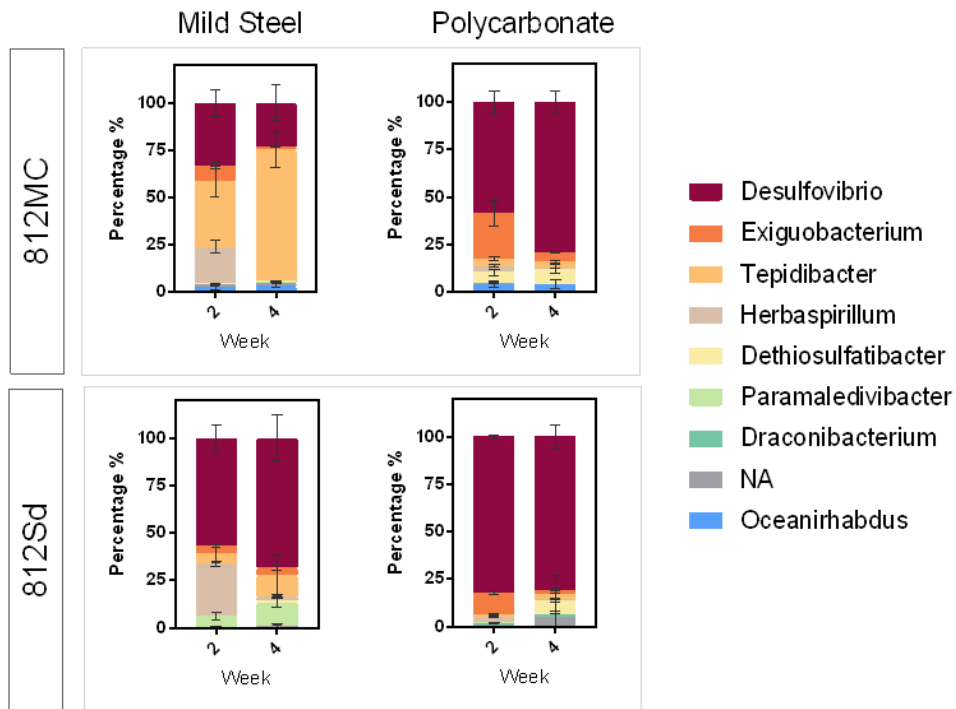 Mild Steel
Polycarbonate
812MC
Percentage %
100
75
50
25
0
2
4
Week
Percentage %
100
75
50
25
0
2
4
Week
812Sd
Percentage %
100
75
50
25
0
2
4
Week
Percentage %
100
75
50
25
0
2
4
Week
Desulfovibrio
Exiguobacterium
Tepidibacter
Herbaspirillum
Dethiosulfatibacter
Paramaledivibacter
Draconibacterium
NA
Oceanirhabdus